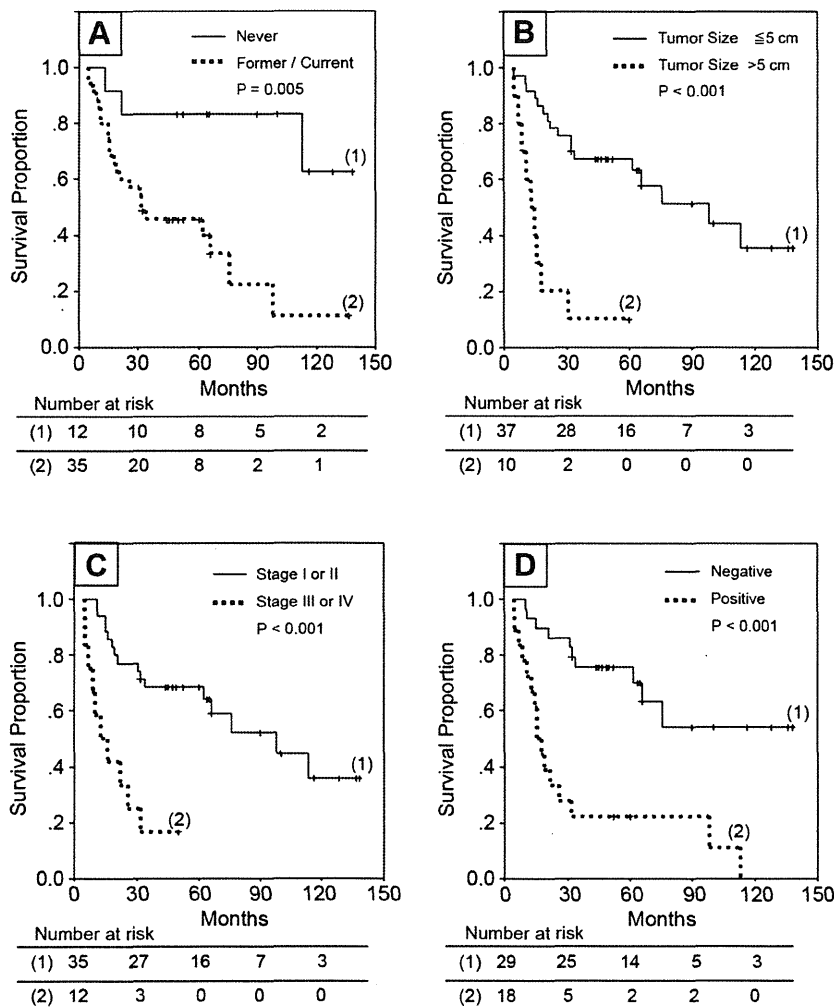 A
Never
Former / Current
P = 0.005
Survival Proportion
1.0
.8
.6
.4
.2
0.0
(1)
(2)
0 30 60 90 120 150
Months
Number at risk
(1) 12 10 8 5 2
(2) 35 20 8 2 1
B
Tumor Size ≦5 cm
Tumor Size >5 cm
P < 0.001
Survival Proportion
1.0
.8
.6
.4
.2
0.0
(1)
(2)
0 30 60 90 120 150
Months
Number at risk
(1) 37 28 16 7 3
(2) 10 2 0 0 0
C
Stage I or II
Stage III or IV
P < 0.001
Survival Proportion
1.0
.8
.6
.4
.2
0.0
(1)
(2)
0 30 60 90 120 150
Months
Number at risk
(1) 35 27 16 7 3
(2) 12 3 0 0 0
D
Negative
Positive
P < 0.001
Survival Proportion
1.0
.8
.6
.4
.2
0.0
(1)
(2)
0 30 60 90 120 150
Months
Number at risk
(1) 29 25 14 5 3
(2) 18 5 2 2 0